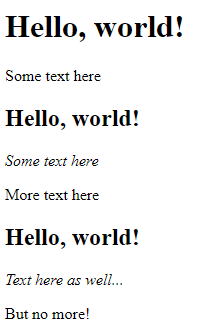 Hello, world!
Some text here
Hello, world!
Some text here
More text here
Hello, world!
Text here as well...
But no more!